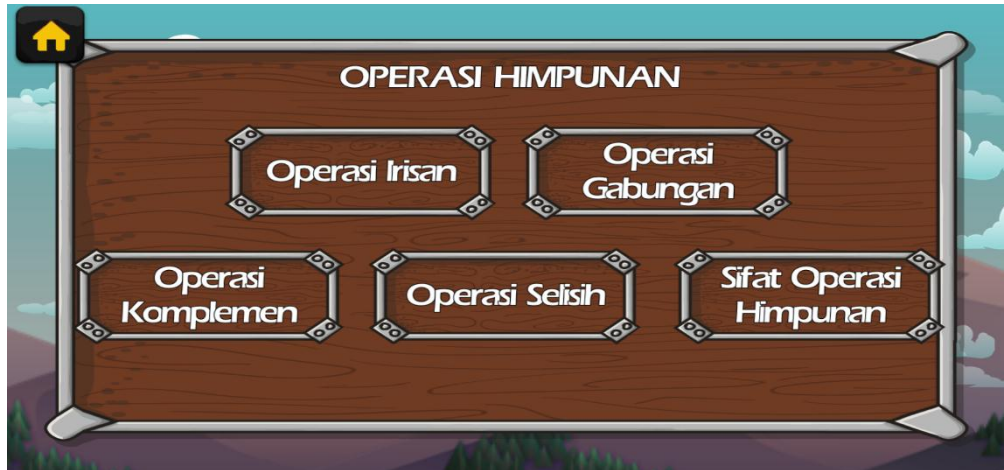 OPERASI HIMPUNAN
Operasi Irisan
Operasi
Gabungan
Operasi
Komplemen
Operasi Selisih
Sifat Operasi
Himpunan